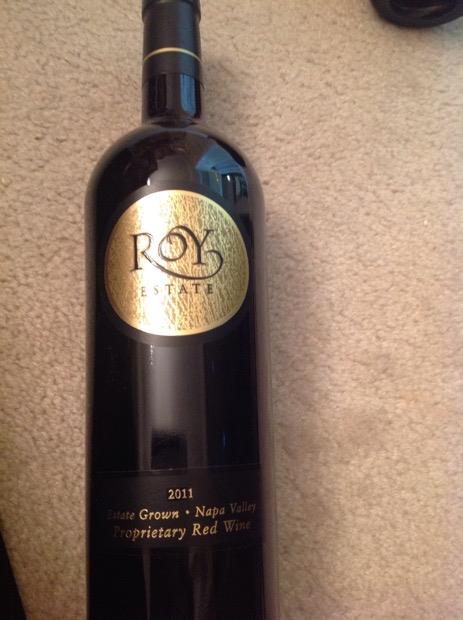 ROY
ESTATE
2011
Estate Grown • Napa Valley
Proprietary Red Wine